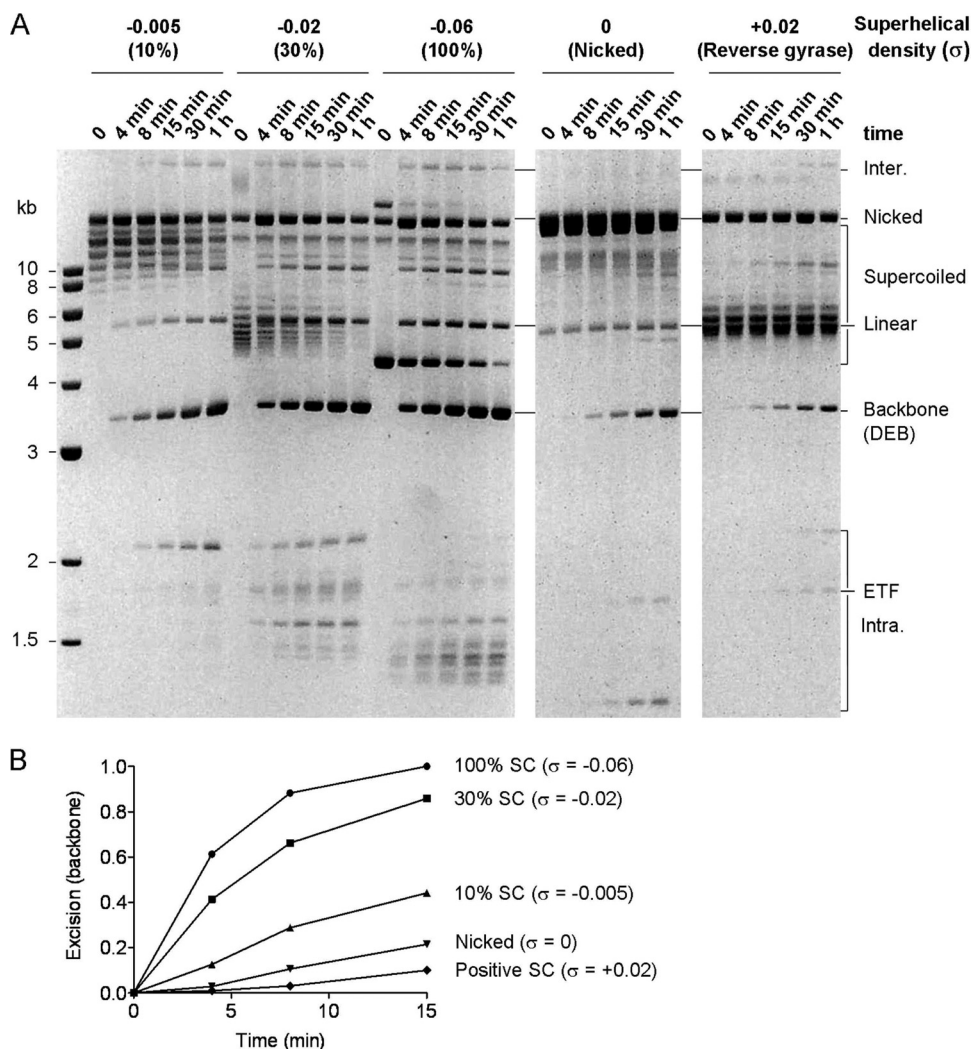 A
-0.005 -0.02 -0.06 0 +0.02 Superhelical
(10%) (30%) (100%) (Nicked) (Reverse gyrase) density (σ)
0 4 min 8 min 15 min 30 min 1 h 0 4 min 8 min 15 min 30 min 1 h 0 4 min 8 min 15 min 30 min 1 h 0 4 min 8 min 15 min 30 min 1 h 0 4 min 8 min 15 min 30 min 1 h time
Inter.
kb
Nicked
10
Supercoiled
8
6
Linear
5
4
Backbone
(DEB)
3
2
ETF
Intra.
1.5
B
Excision (backbone)
1.0
0.8
0.6
0.4
0.2
0.0
0 5 10 15
Time (min)
100% SC (σ = -0.06)
30% SC (σ = -0.02)
10% SC (σ = -0.005)
Nicked (σ = 0)
Positive SC (σ = +0.02)